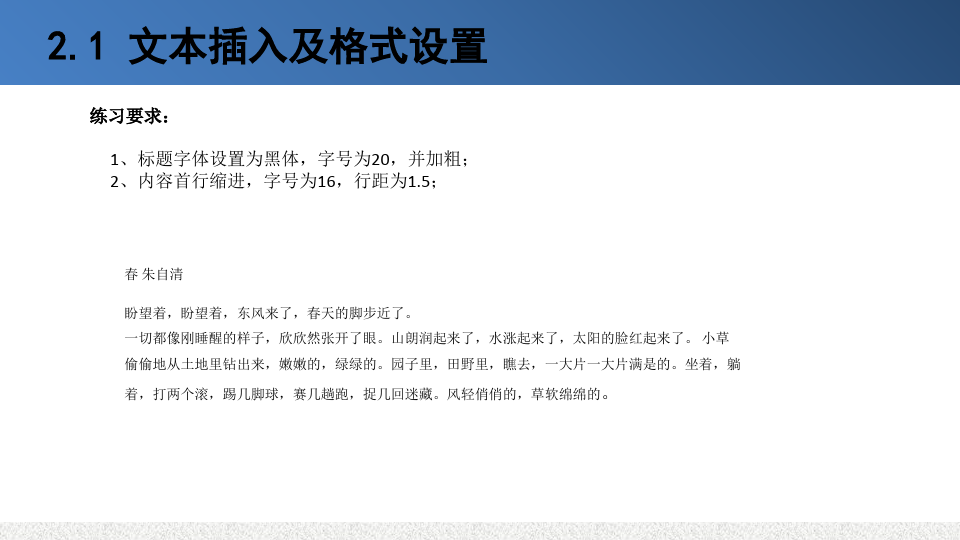 2.1 文本插入及格式设置
练习要求：
1、标题字体设置为黑体，字号为20，并加粗；
2、内容首行缩进，字号为16，行距为1.5；
春 朱自清
盼望着，盼望着，东风来了，春天的脚步近了。
一切都像刚睡醒的样子，欣欣然张开了眼。山朗润起来了，水涨起来了，太阳的脸红起来了。 小草
偷偷地从土地里钻出来，嫩嫩的，绿绿的。园子里，田野里，瞧去，一大片一大片满是的。坐着，躺
着，打两个滚，踢几脚球，赛几趟跑，捉几回迷藏。风轻俏俏的，草软绵绵的。